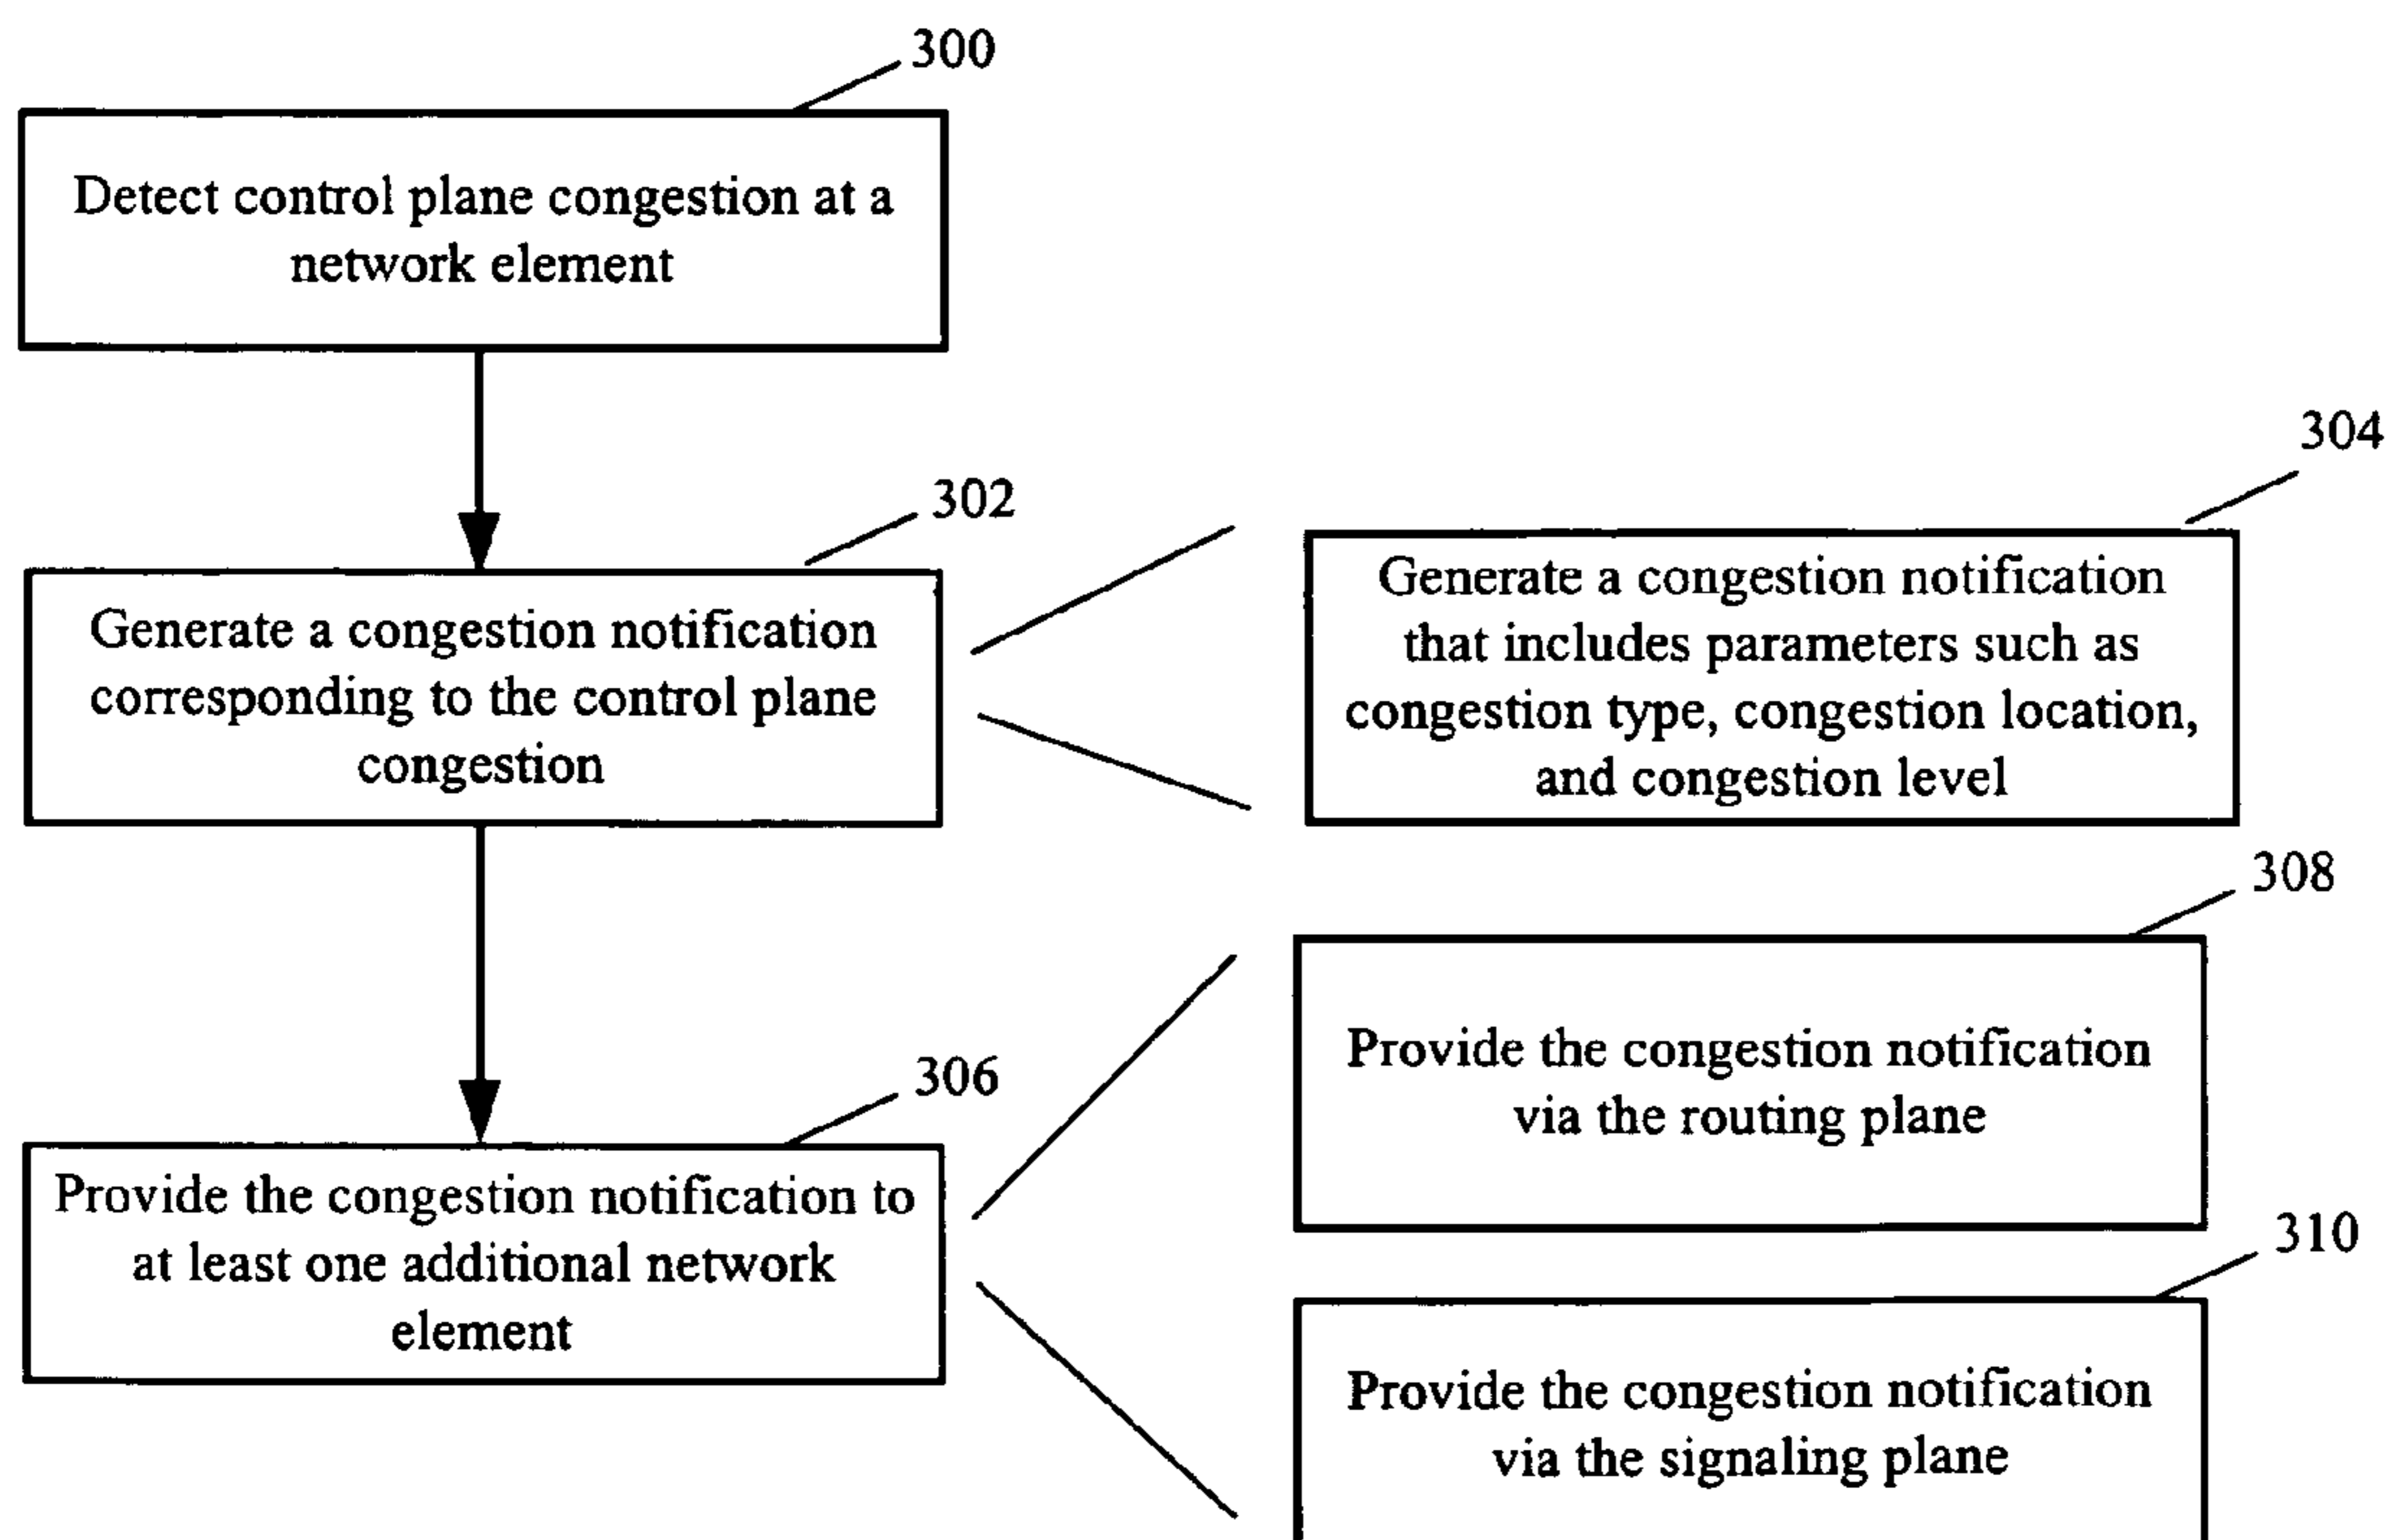 300
Detect control plane congestion at a
network element
302
Generate a congestion notification
corresponding to the control plane
congestion
304
Generate a congestion notification
that includes parameters such as
congestion type, congestion location,
and congestion level
306
Provide the congestion notification to
at least one additional network
element
308
Provide the congestion notification
via the routing plane
310
Provide the congestion notification
via the signaling plane